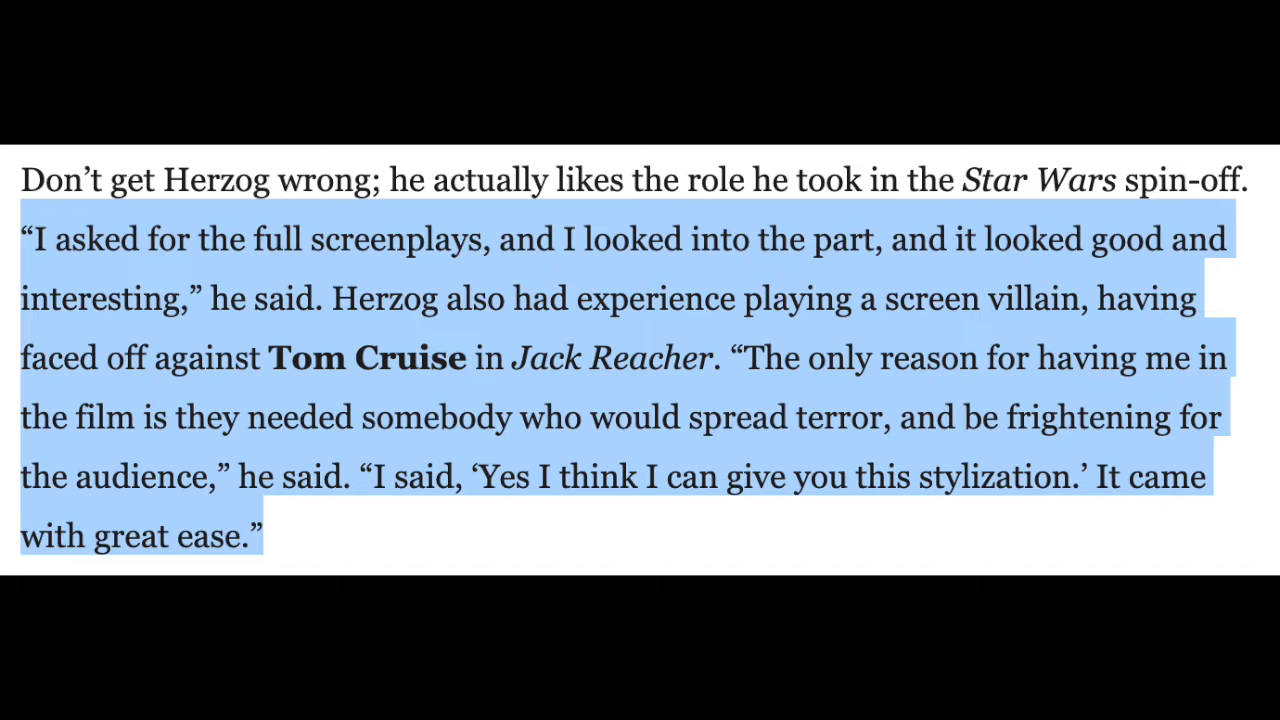 Don’t get Herzog wrong; he actually likes the role he took in the Star Wars spin-off.
“I asked for the full screenplays, and I looked into the part, and it looked good and
interesting,” he said. Herzog also had experience playing a screen villain, having
faced off against Tom Cruise in Jack Reacher. “The only reason for having me in
the film is they needed somebody who would spread terror, and be frightening for
the audience,” he said. “I said, ‘Yes I think I can give you this stylization.’ It came
with great ease.”